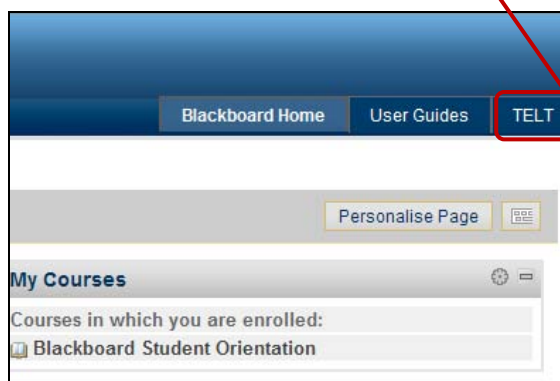 Blackboard Home User Guides TELT
Personalise Page
My Courses
Courses in which you are enrolled:
Blackboard Student Orientation